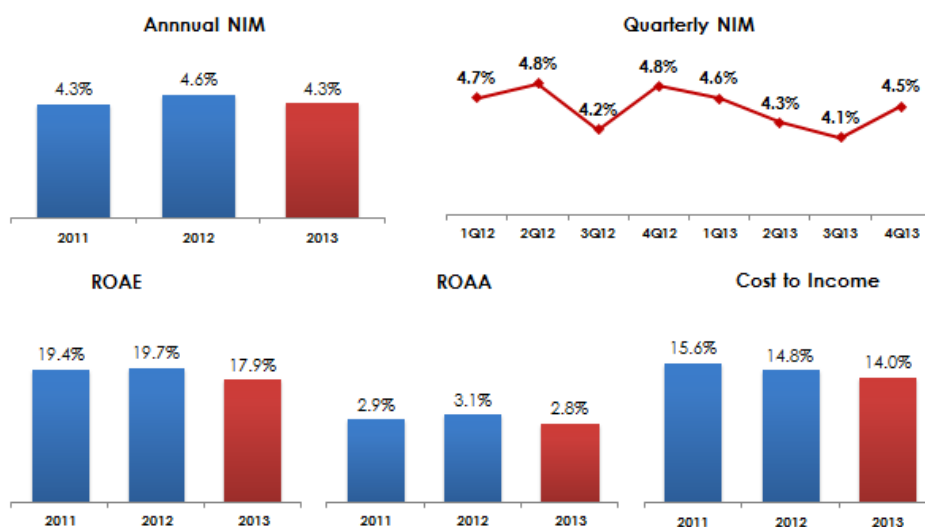 Annnual NIM
4.3%
4.6%
4.3%
2011
2012
2013
Quarterly NIM
4.7%
4.8%
4.2%
4.8%
4.6%
4.3%
4.1%
4.5%
1Q12
2Q12
3Q12
4Q12
1Q13
2Q13
3Q13
4Q13
ROAE
19.4%
19.7%
17.9%
2011
2012
2013
ROAA
2.9%
3.1%
2.8%
2011
2012
2013
Cost to Income
15.6%
14.8%
14.0%
2011
2012
2013